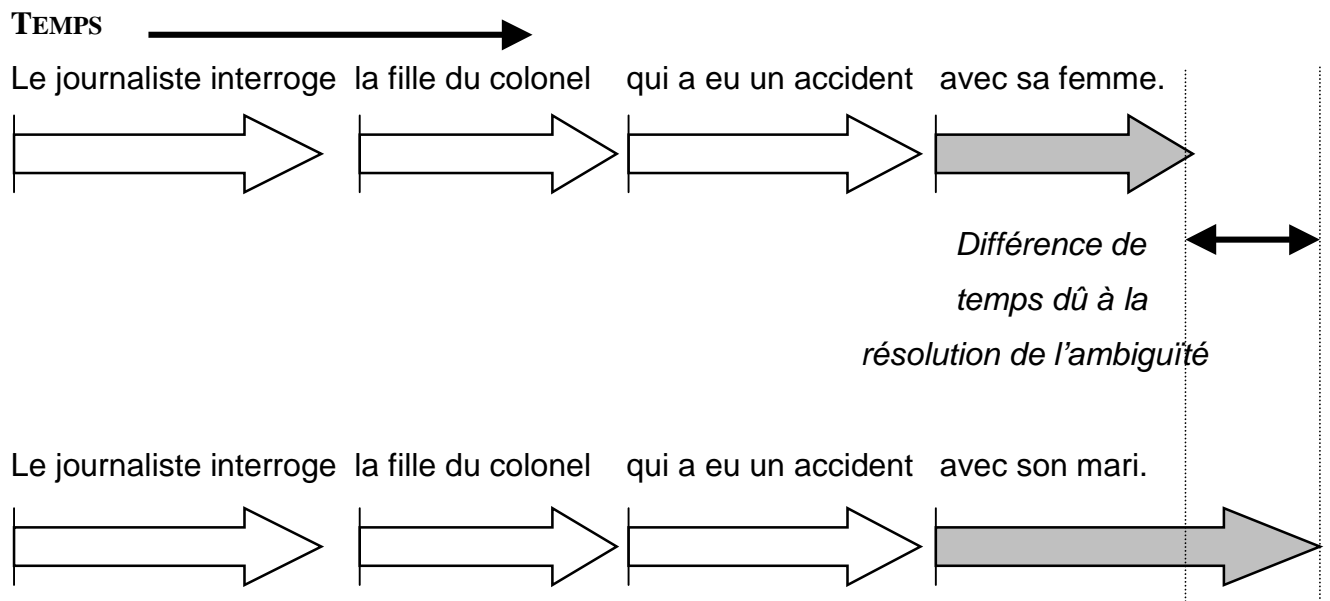 TEMPS
Le journaliste interroge la fille du colonel qui a eu un accident avec sa femme.
Différence de
temps dû à la
résolution de l'ambiguïté
Le journaliste interroge la fille du colonel qui a eu un accident avec son mari.